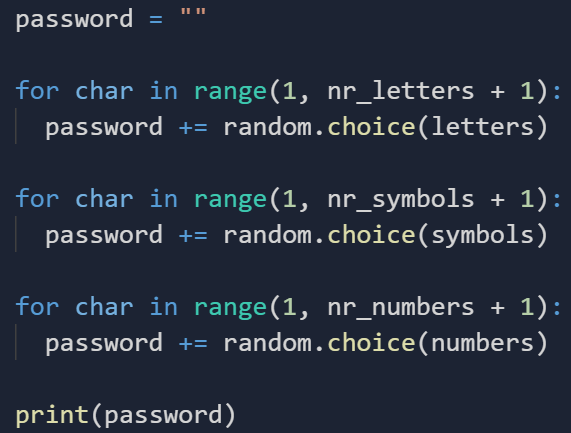 password = ""
for char in range(1, nr_letters + 1):
  password += random.choice(letters)
for char in range(1, nr_symbols + 1):
  password += random.choice(symbols)
for char in range(1, nr_numbers + 1):
  password += random.choice(numbers)
print(password)